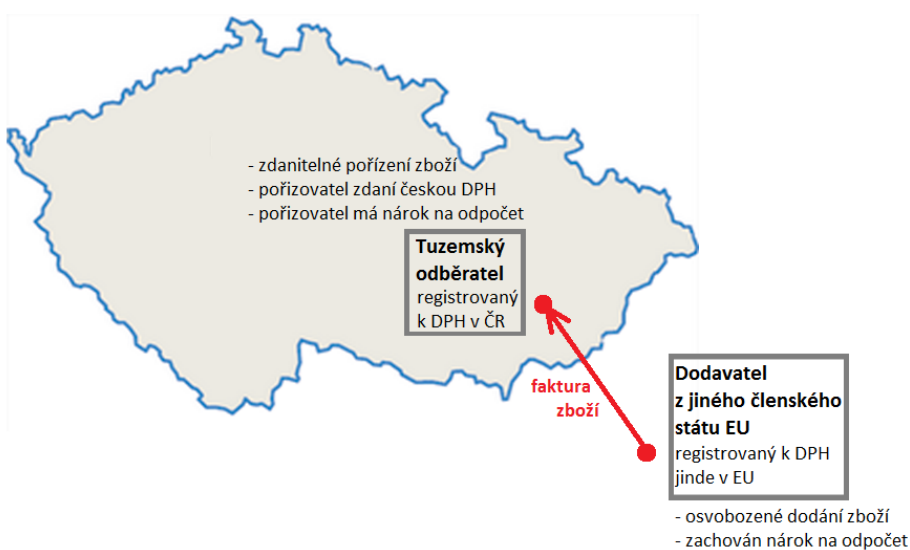 - zdanitelné pořízení zboží
- pořizovatel zdaní českou DPH
- pořizovatel má nárok na odpočet
Tuzemský
odběratel
registrovaný
k DPH v ČR
faktura
zboží
Dodavatel
z jiného členského
státu EU
registrovaný k DPH
jinde v EU
- osvobozené dodání zboží
- zachován nárok na odpočet